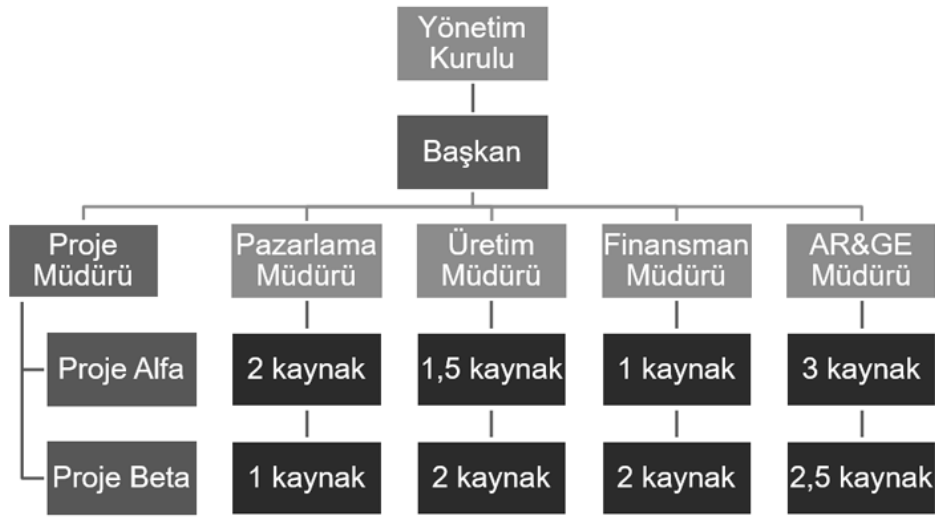 Yönetim
Kurulu
Başkan
Proje
Müdürü
Pazarlama
Müdürü
Üretim
Müdürü
Finansman
Müdürü
AR&GE
Müdürü
Proje Alfa
2 kaynak
1,5 kaynak
1 kaynak
3 kaynak
Proje Beta
1 kaynak
2 kaynak
2 kaynak
2,5 kaynak